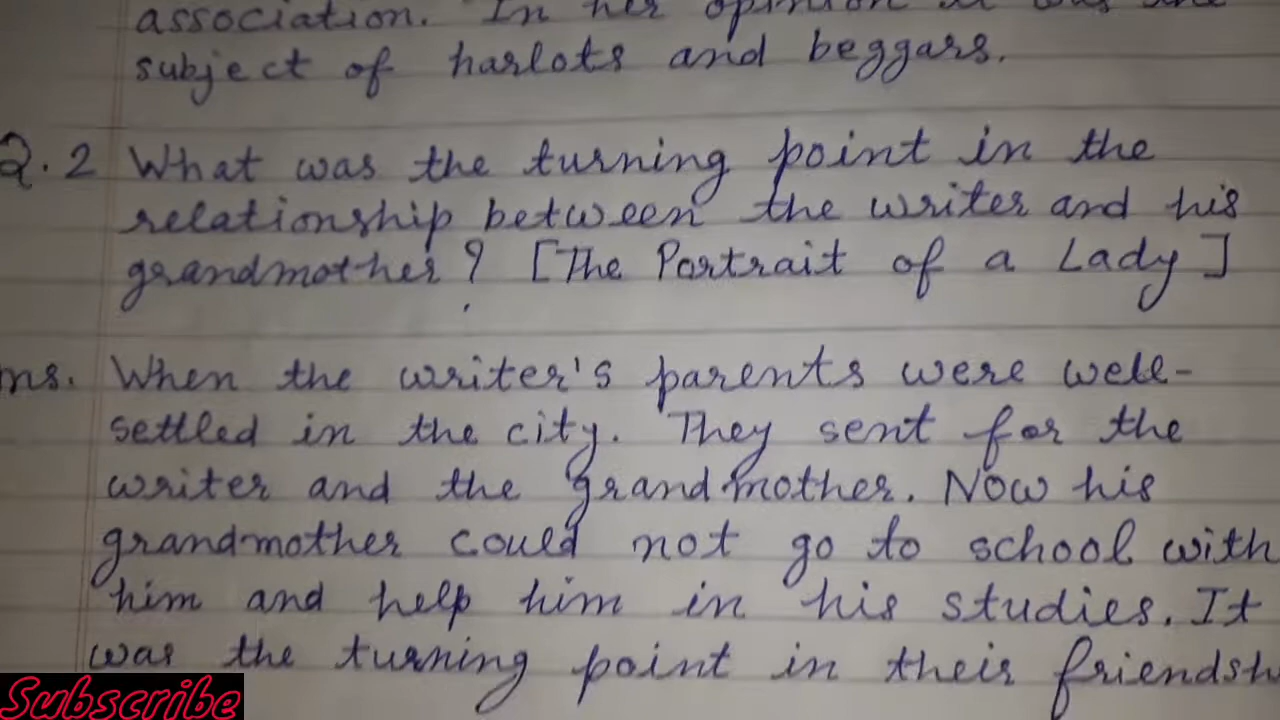 association. In her opinion it was the
subject of harlots and beggars.
Q.2 What was the turning point in the
relationship between the writer and his
grandmother? [The Portrait of a Lady]
ns. When the writer's parents were well-
settled in the city. They sent for the
writer and the grandmother. Now his
grandmother could not go to school with
him and help him in his studies. It
was the turning point in their friendsh
Subscribe